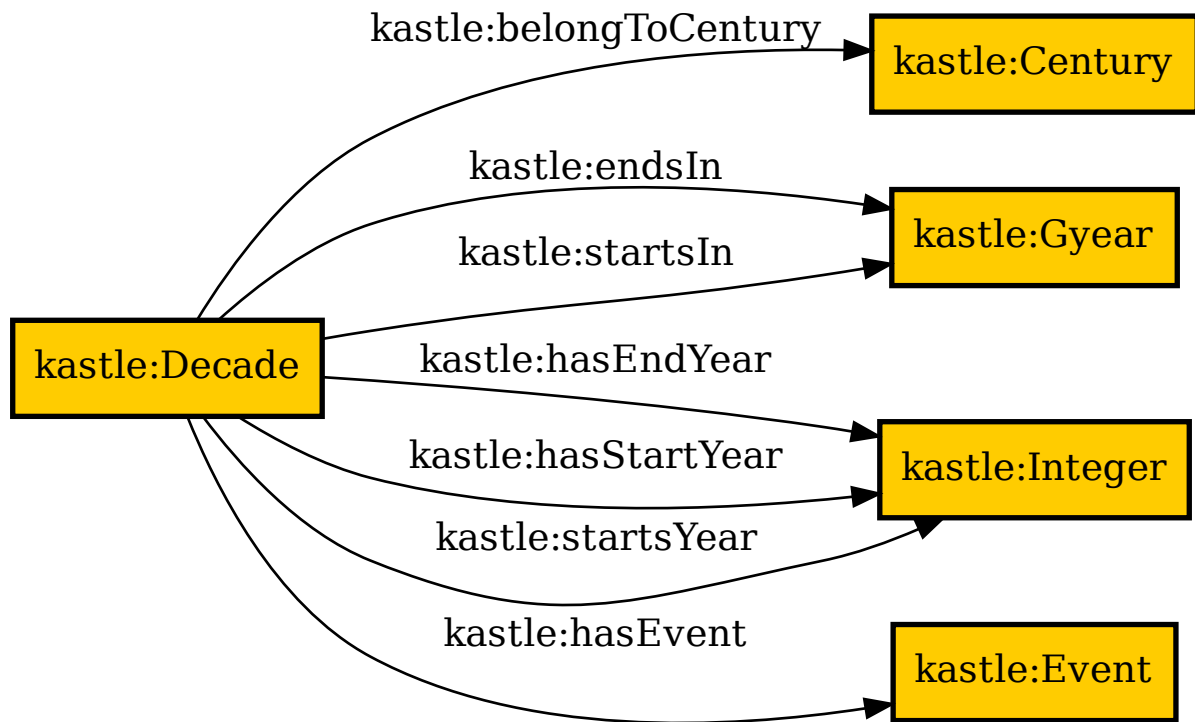 kastle:belongToCentury
kastle:Century
kastle:endsIn
kastle:Gyear
kastle:startsIn
kastle:Decade
kastle:hasEndYear
kastle:hasStartYear
kastle:Integer
kastle:startsYear
kastle:hasEvent
kastle:Event